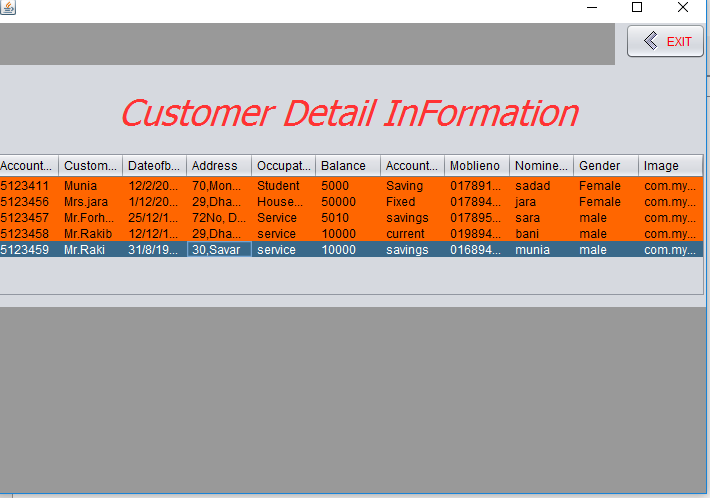 EXIT
Customer Detail InFormation
Account... Custom... Dateofb... Address Occupat... Balance Account... Moblieno Nomine... Gender Image
5123411 Munia 12/2/20... 70,Mon... Student 5000 Saving 017891... sadad Female com.my...
5123456 Mrs.jara 1/12/20... 29,Dha... House... 50000 Fixed 017894... jara Female com.my...
5123457 Mr.Forh... 25/12/1... 72No, D... Service 5010 savings 017895... sara male com.my...
5123458 Mr.Rakib 12/12/1... 29,Dha... service 10000 current 019894... bani male com.my...
5123459 Mr.Raki 31/8/19... 30,Savar service 10000 savings 016894... munia male com.my...